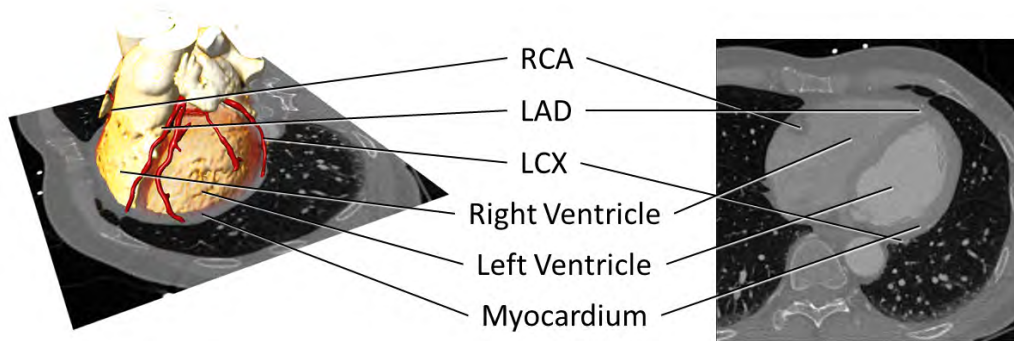 RCA
LAD
LCX
Right Ventricle
Left Ventricle
Myocardium